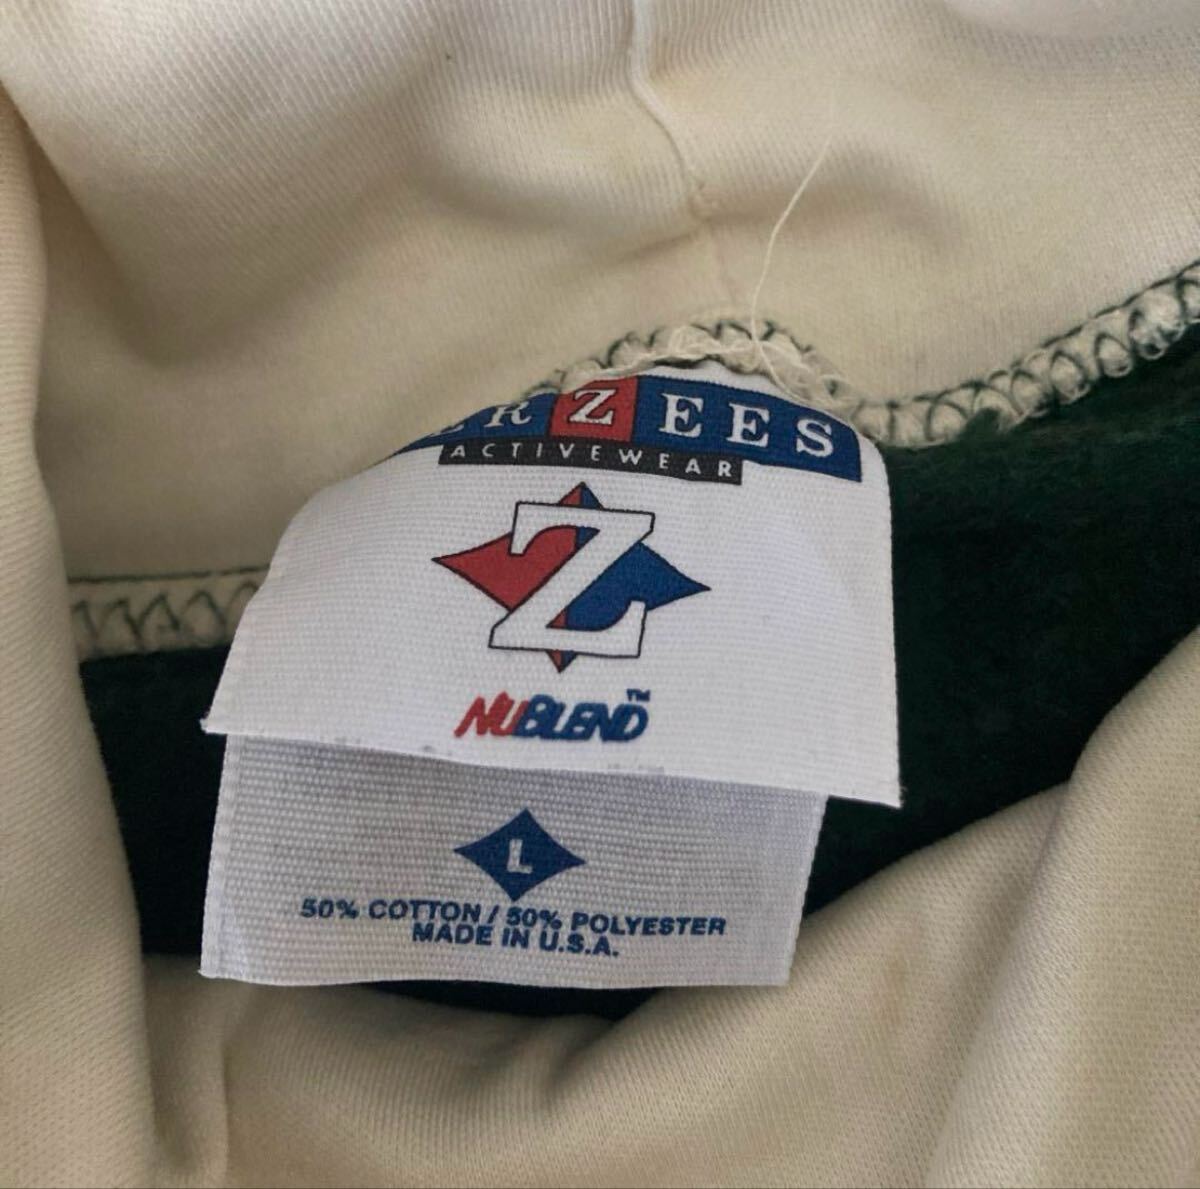 ERZEES
ACTIVEWEAR
Z
NUBLEND™
L
50% COTTON / 50% POLYESTER
MADE IN U.S.A.